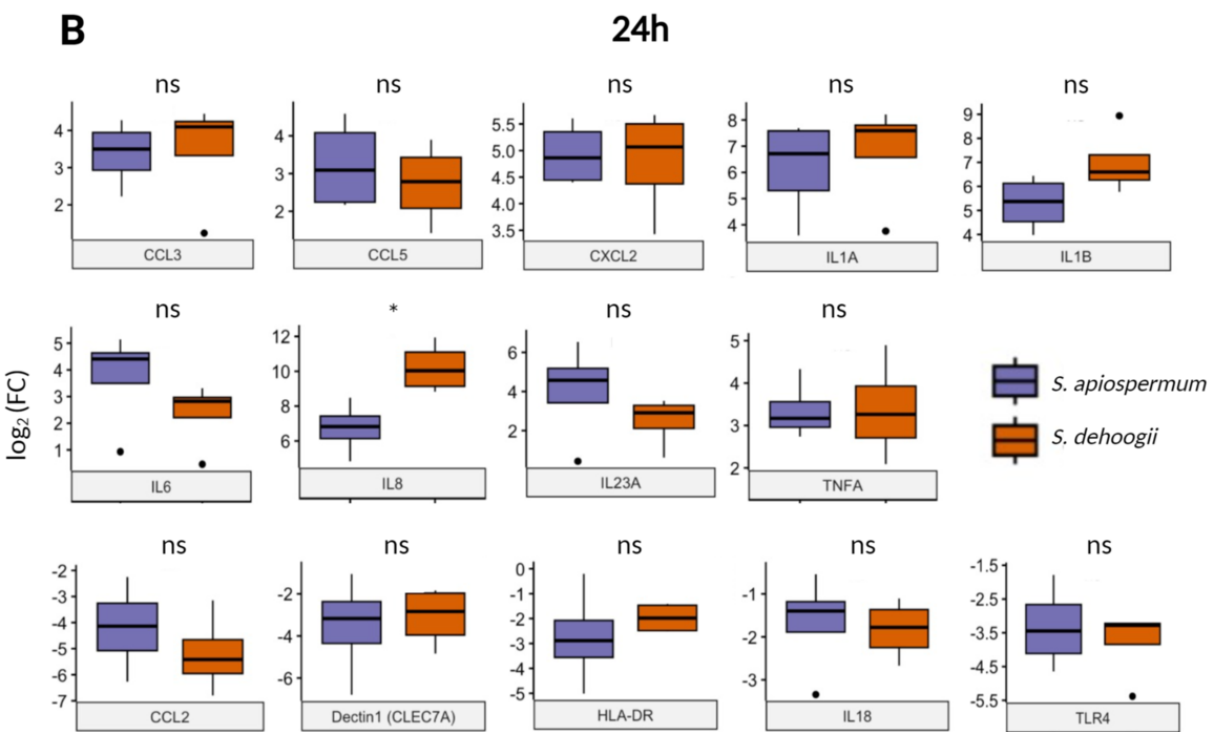 B 24h
ns ns ns ns ns
4 3 2 CCL3
4 3 2 CCL5
5.5 5.0 4.5 4.0 3.5 CXCL2
8 7 6 5 4 IL1A
9 8 7 6 5 4 IL1B
ns * ns ns
log₂ (FC)
5 4 3 2 1 IL6
12 10 8 6 IL8
6 4 2 IL23A
5 4 3 2 TNFA
S. apiospermum
S. dehoogii
ns ns ns ns ns
-2 -3 -4 -5 -6 -7 CCL2
-2 -4 -6 Dectin1 (CLEC7A)
0 -1 -2 -3 -4 -5 HLA-DR
-1 -2 -3 IL18
-1.5 -2.5 -3.5 -4.5 -5.5 TLR4